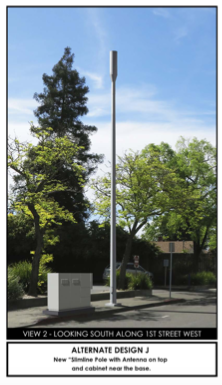 VIEW 2 - LOOKING SOUTH ALONG 1ST STREET WEST
ALTERNATE DESIGN J
New "Slimline Pole with Antenna on top
and cabinet near the base.